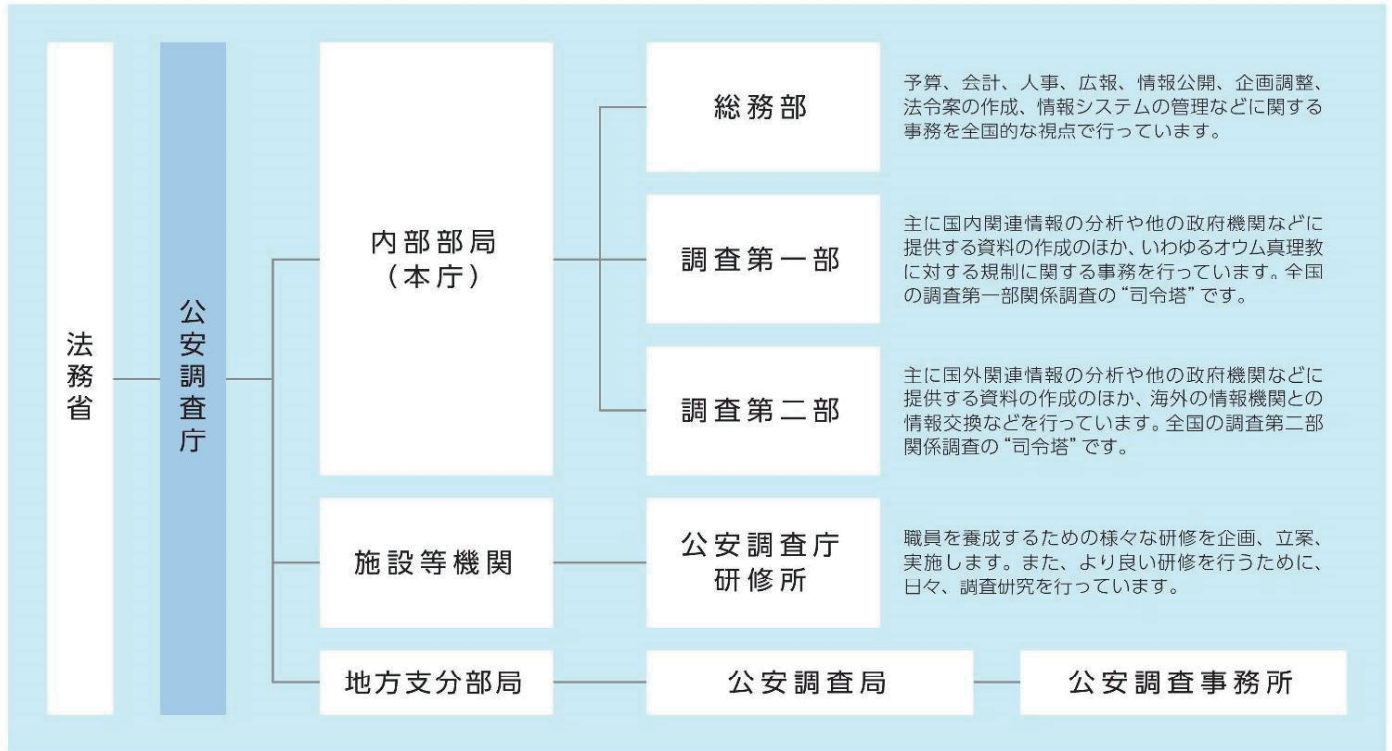 法務省
公安調査庁
内部部局
（本庁）
総務部
予算、会計、人事、広報、情報公開、企画調整、
法令案の作成、情報システムの管理などに関する
事務を全国的な視点で行っています。
調査第一部
主に国内関連情報の分析や他の政府機関などに
提供する資料の作成のほか、いわゆるオウム真理教
に対する規制に関する事務を行っています。全国
の調査第一部関係調査の“司令塔”です。
調査第二部
主に国外関連情報の分析や他の政府機関などに
提供する資料の作成のほか、海外の情報機関との
情報交換などを行っています。全国の調査第二部
関係調査の“司令塔”です。
施設等機関
公安調査庁
研修所
職員を養成するための様々な研修を企画、立案、
実施します。また、より良い研修を行うために、
日々、調査研究を行っています。
地方支分部局
公安調査局
公安調査事務所